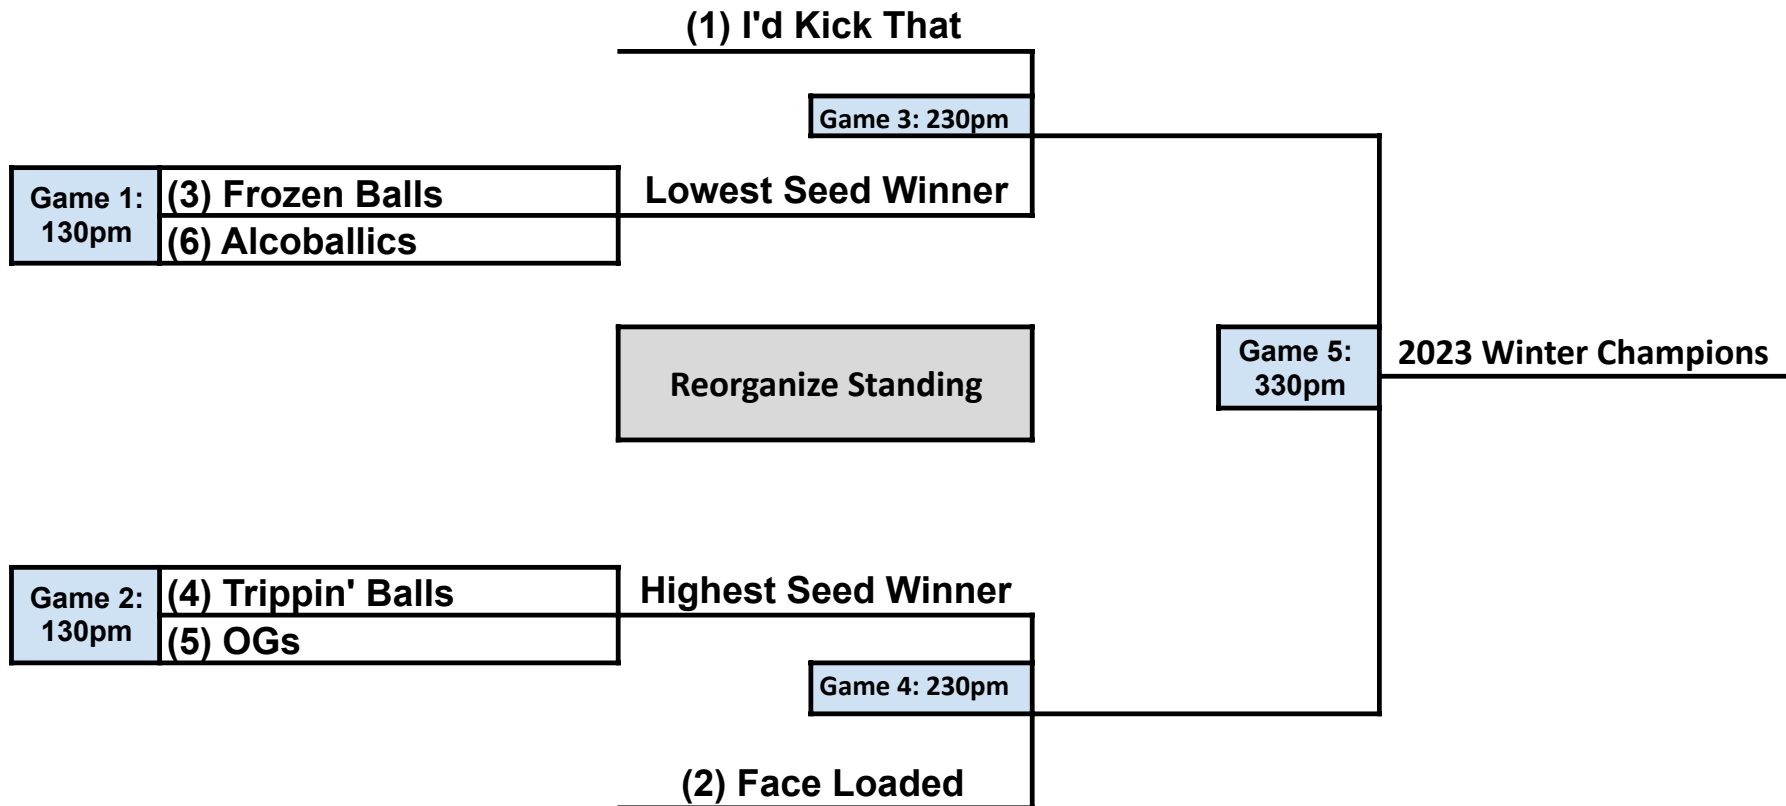 (1) I'd Kick That
Game 3: 230pm
Game 1:
130pm
(3) Frozen Balls
(6) Alcoballics
Lowest Seed Winner
Reorganize Standing
Game 5:
330pm
2023 Winter Champions
Game 2:
130pm
(4) Trippin' Balls
(5) OGs
Highest Seed Winner
Game 4: 230pm
(2) Face Loaded